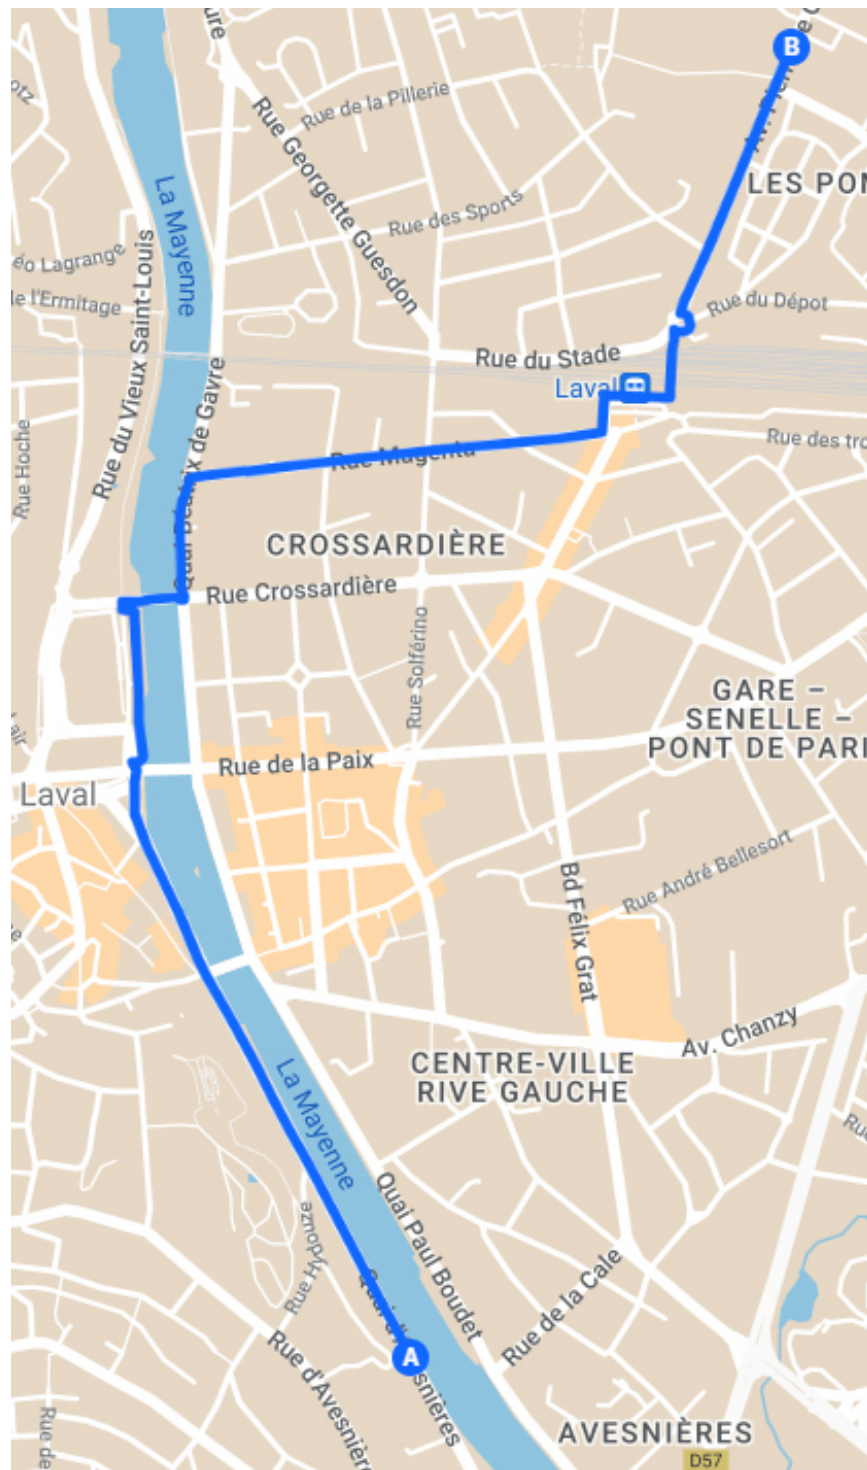 B
Rue de la Pillerie
Rue Georgette Guesdon
LES PON
La Mayenne
Rue des Sports
éo Lagrange
le l'Ermitage
Rue du Vieux Saint-Louis
Rue du Dépot
Rue du Stade
Laval
Rue Hoche
Quai Béatrix de Gavre
Rue Magenta
Rue des tro
CROSSARDIÈRE
Rue Crossardière
Rue Solférino
GARE –
SENELLE –
PONT DE PARI
Rue de la Paix
Laval
Rue André Bellesort
Bd Félix Grat
Av. Chanzy
CENTRE-VILLE
RIVE GAUCHE
La Mayenne
Quai Paul Boudet
Rue H
Rue de la Cale
A
Rue d'Avesnière
AVESNIÈRES
D57
Rue de